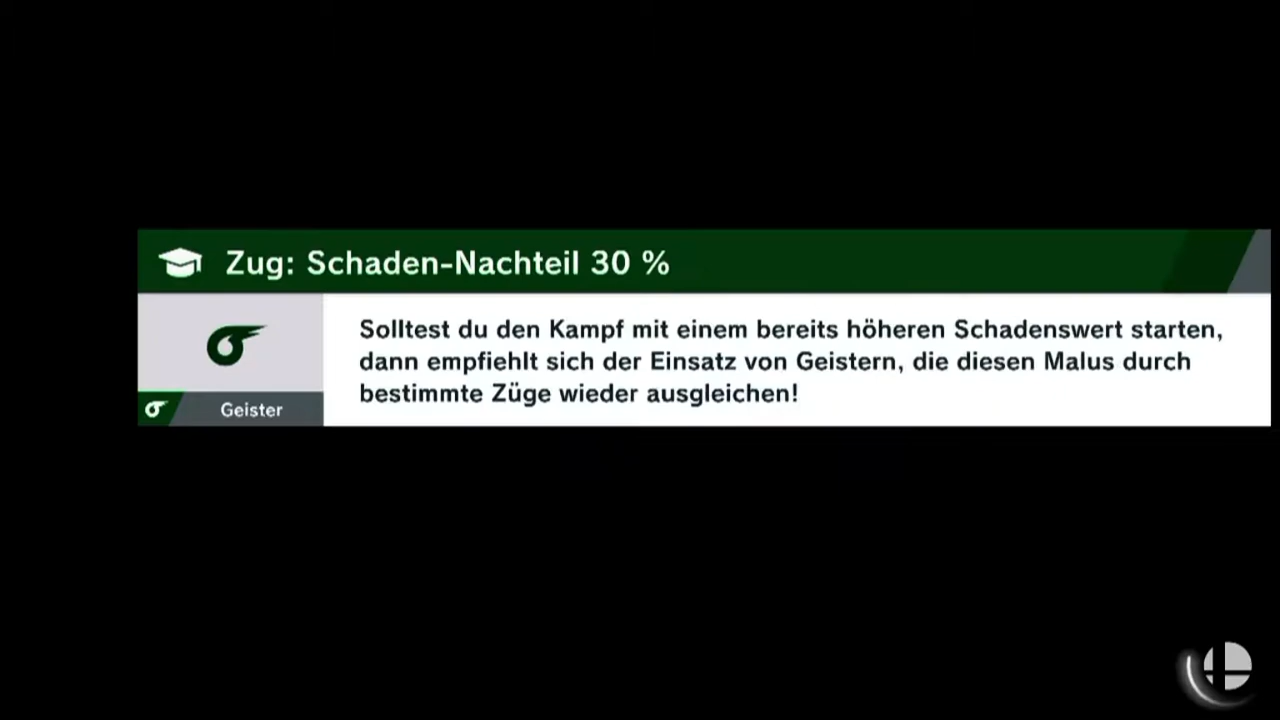 Zug: Schaden-Nachteil 30 %
Solltest du den Kampf mit einem bereits höheren Schadenswert starten,
dann empfiehlt sich der Einsatz von Geistern, die diesen Malus durch
bestimmte Züge wieder ausgleichen!
Geister